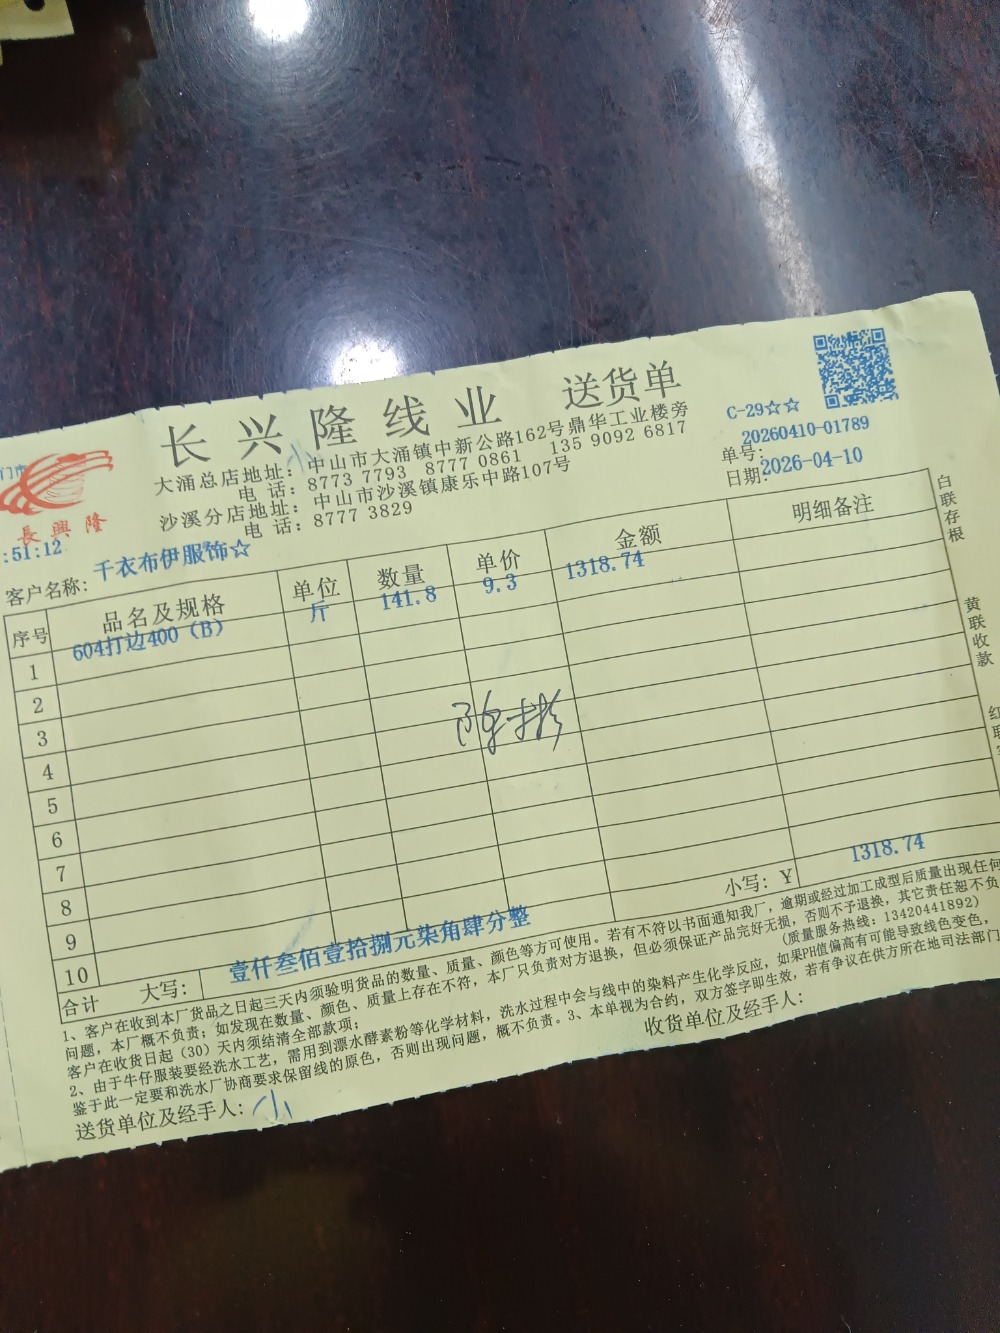 长兴隆线业 送货单
C-29☆☆
大涌总店地址：中山市大涌镇中新公路162号鼎华工业楼旁
电 话：8773 7793 8777 0861 135 9092 6817
沙溪分店地址：中山市沙溪镇康乐中路107号
电 话：8777 3829
单号：20260410-01789
日期：2026-04-10
門市
長興隆
:51:12
客户名称：千衣布伊服饰☆
序号 品名及规格 单位 数量 单价 金额 明细备注
1 604打边400（B） 斤 141.8 9.3 1318.74
2
3
4
5
6
7
8
9
10
陈彬
合计 大写：壹仟叁佰壹拾捌元柒角肆分整 小写：￥ 1318.74
1、客户在收到本厂货品之日起三天内须验明货品的数量、质量、颜色等方可使用。若有不符以书面通知我厂，逾期或经过加工成型后质量出现任何
问题，本厂概不负责；如发现在数量、颜色、质量上存在不符，本厂只负责对方退换，但必须保证产品完好无损，否则不予退换，其它责任恕不负
客户在收货日起（30）天内须结清全部款项；
（质量服务热线：13420441892）
2、由于牛仔服装要经洗水工艺，需用到漂水酵素粉等化学材料，洗水过程中会与线中的染料产生化学反应，如果PH值偏高有可能导致线色变色，
鉴于此一定要和洗水厂协商要求保留线的原色，否则出现问题，概不负责。3、本单视为合约，双方签字即生效，若有争议在供方所在地司法部门
送货单位及经手人：小
收货单位及经手人：
白联存根
黄联收款
红联